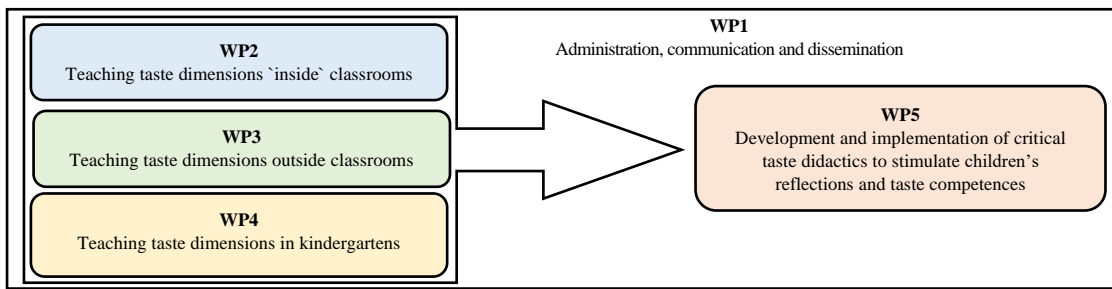 WP1
Administration, communication and dissemination
WP2
Teaching taste dimensions `inside` classrooms
WP3
Teaching taste dimensions outside classrooms
WP4
Teaching taste dimensions in kindergartens
WP5
Development and implementation of critical
taste didactics to stimulate children’s
reflections and taste competences